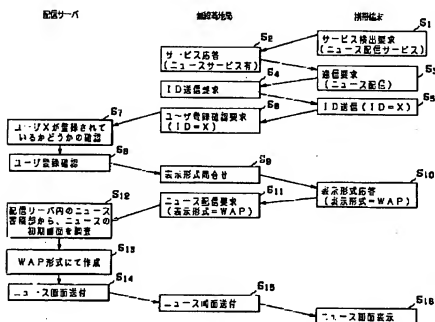 配信サーバ
無線基地局
携帯端末
S1
サービス検出要求
(ニュース配信サービス)
S2
サービス応答
(ニュースサービス有)
S3
通信要求
(ニュース配信)
S4
ID送信要求
S5
ID送信(ID=X)
S6
ユーザ登録確認要求
(ID=X)
S7
ユーザXが登録されて
いるかどうかの確認
S8
ユーザ登録確認
S9
表示形式問合せ
S10
表示形式応答
(表示形式=WAP)
S11
ニュース配信要求
(表示形式=WAP)
S12
配信サーバ内のニュース
蓄積部から、ニュースの
初期画面を調査
S13
WAP形式にて作成
S14
ニュース画面送付
S15
ニュース画面送付
S16
ニュース画面表示